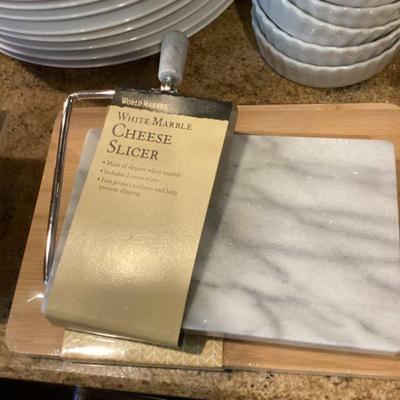 WORLD MARKET
WHITE MARBLE
CHEESE
SLICER
• Made of elegant white marble
• Includes 2 extra wires
• Feet protect surfaces and help
prevent slipping